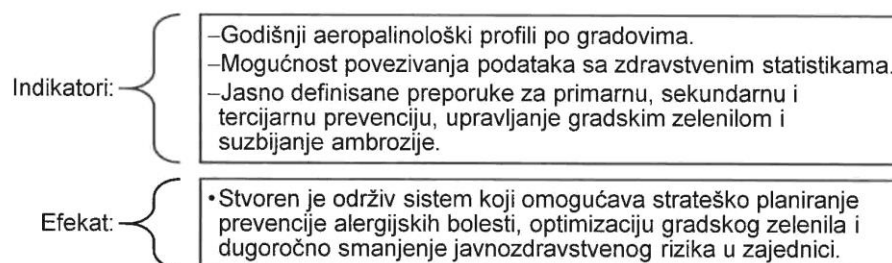 Indikatori:
–Godišnji aeropalinološki profili po gradovima.
–Mogućnost povezivanja podataka sa zdravstvenim statistikama.
–Jasno definisane preporuke za primarnu, sekundarnu i
tercijarnu prevenciju, upravljanje gradskim zelenilom i
suzbijanje ambrozije.
Efekat:
•Stvoren je održiv sistem koji omogućava strateško planiranje
prevencije alergijskih bolesti, optimizaciju gradskog zelenila i
dugoročno smanjenje javnozdravstvenog rizika u zajednici.